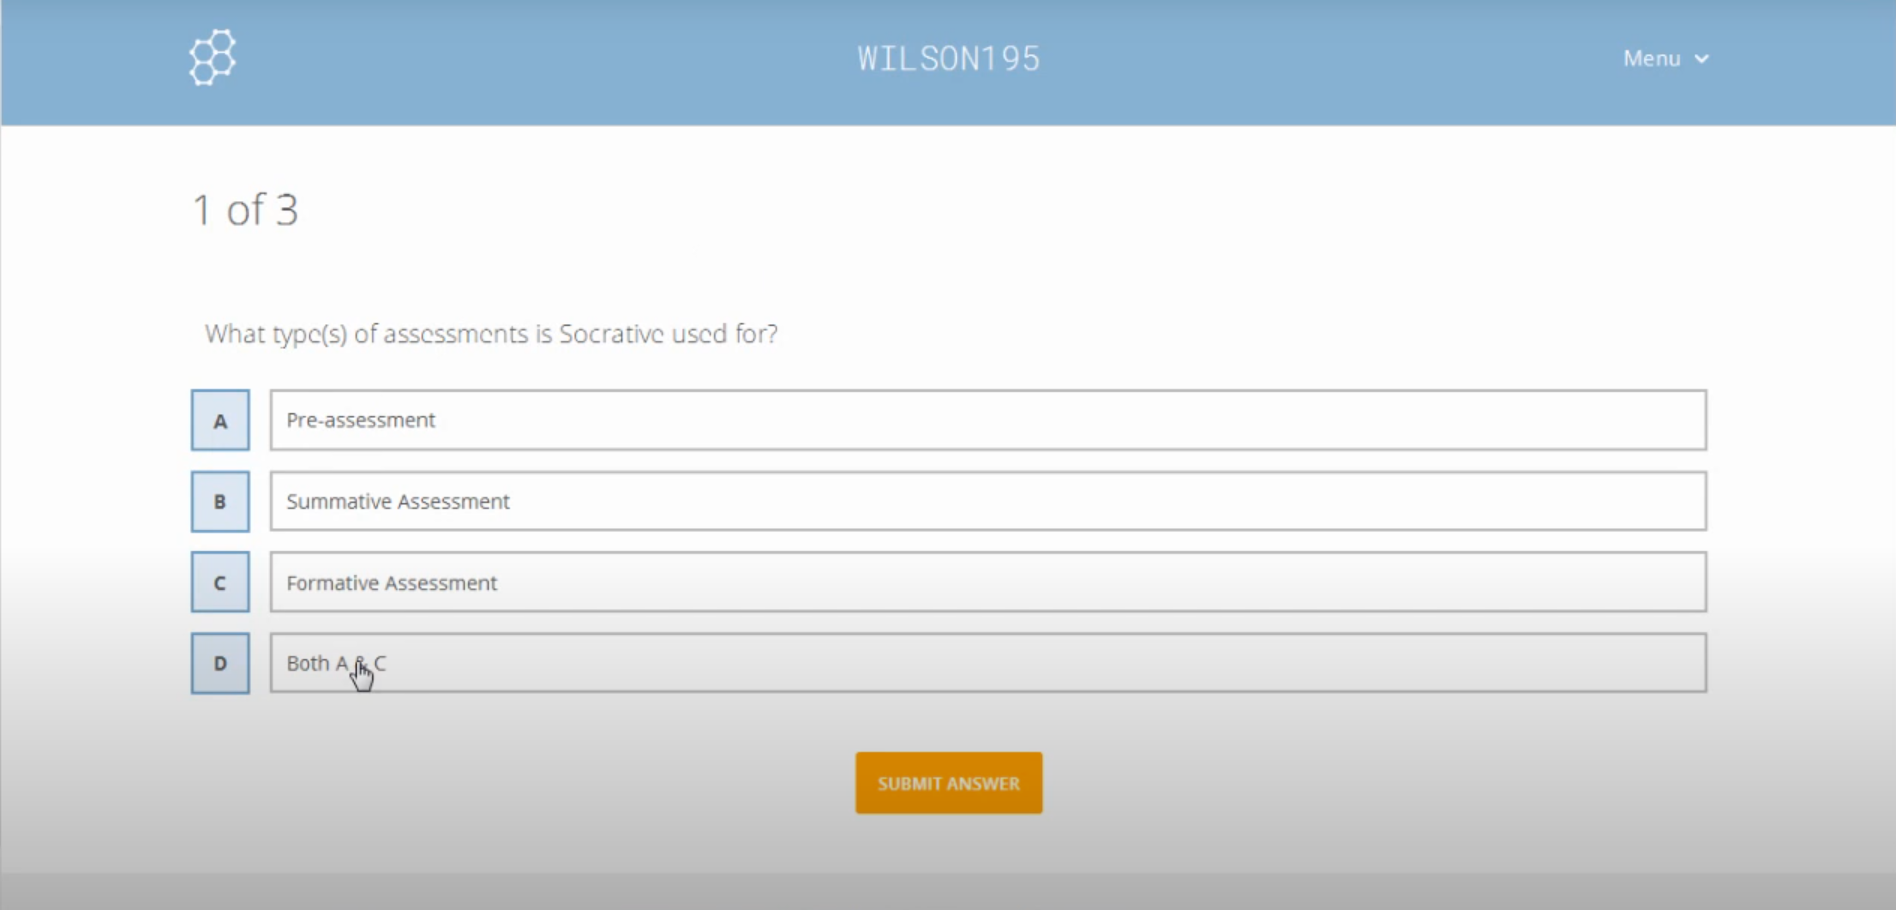 WILSON195
Menu
1 of 3
What type(s) of assessments is Socrative used for?
A Pre-assessment
B Summative Assessment
C Formative Assessment
D Both A & C
SUBMIT ANSWER